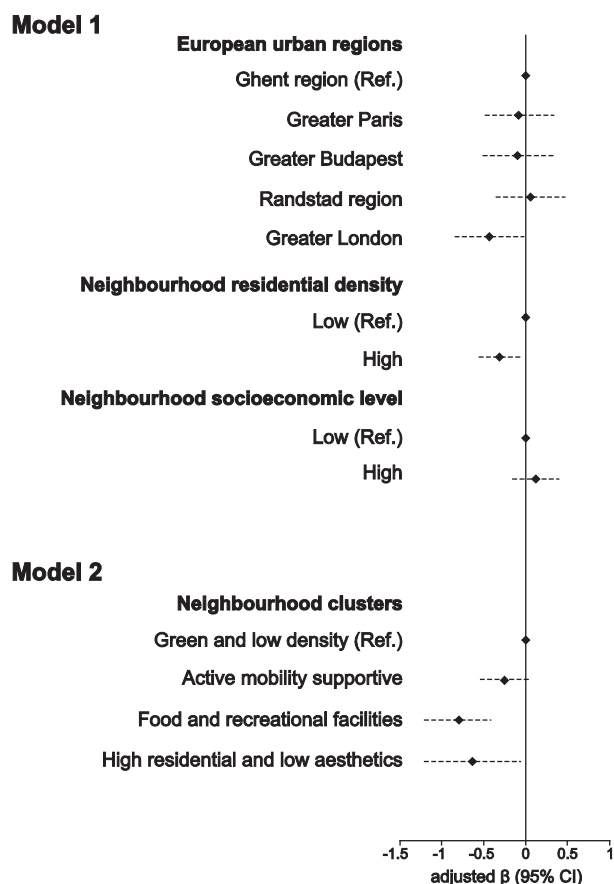 Model 1
European urban regions
Ghent region (Ref.)
Greater Paris
Greater Budapest
Randstad region
Greater London
Neighbourhood residential density
Low (Ref.)
High
Neighbourhood socioeconomic level
Low (Ref.)
High
Model 2
Neighbourhood clusters
Green and low density (Ref.)
Active mobility supportive
Food and recreational facilities
High residential and low aesthetics
-1.5 -1 -0.5 0 0.5 1
adjusted β (95% CI)